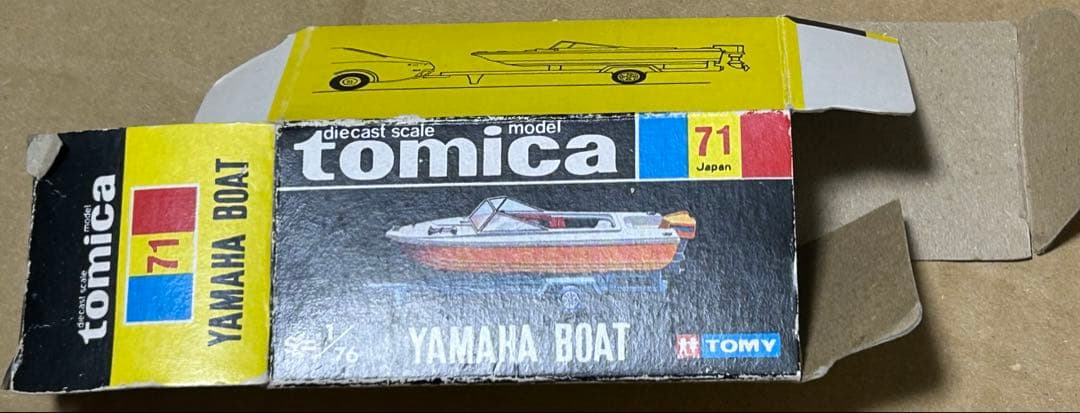 diecast scale model
tomica
71
Japan
1/76
YAMAHA BOAT
TOMY
diecast scale model
tomica
71
YAMAHA BOAT